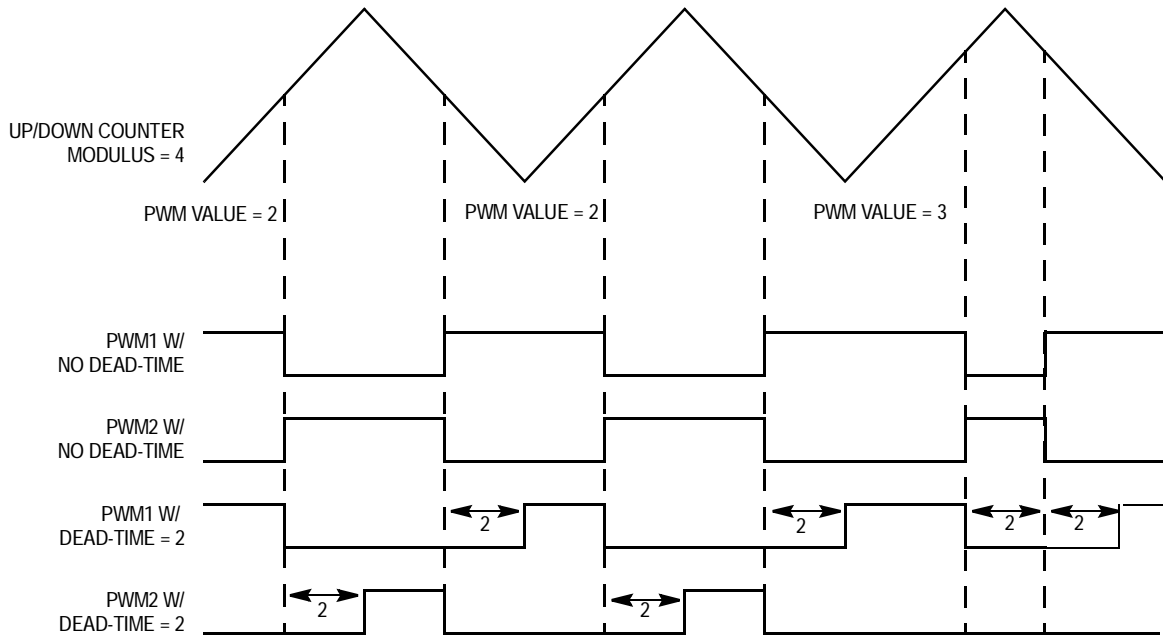 UP/DOWN COUNTER
MODULUS = 4
PWM VALUE = 2
PWM VALUE = 2
PWM VALUE = 3
PWM1 W/
NO DEAD-TIME
PWM2 W/
NO DEAD-TIME
PWM1 W/
DEAD-TIME = 2
2
2
2
2
PWM2 W/
DEAD-TIME = 2
2
2